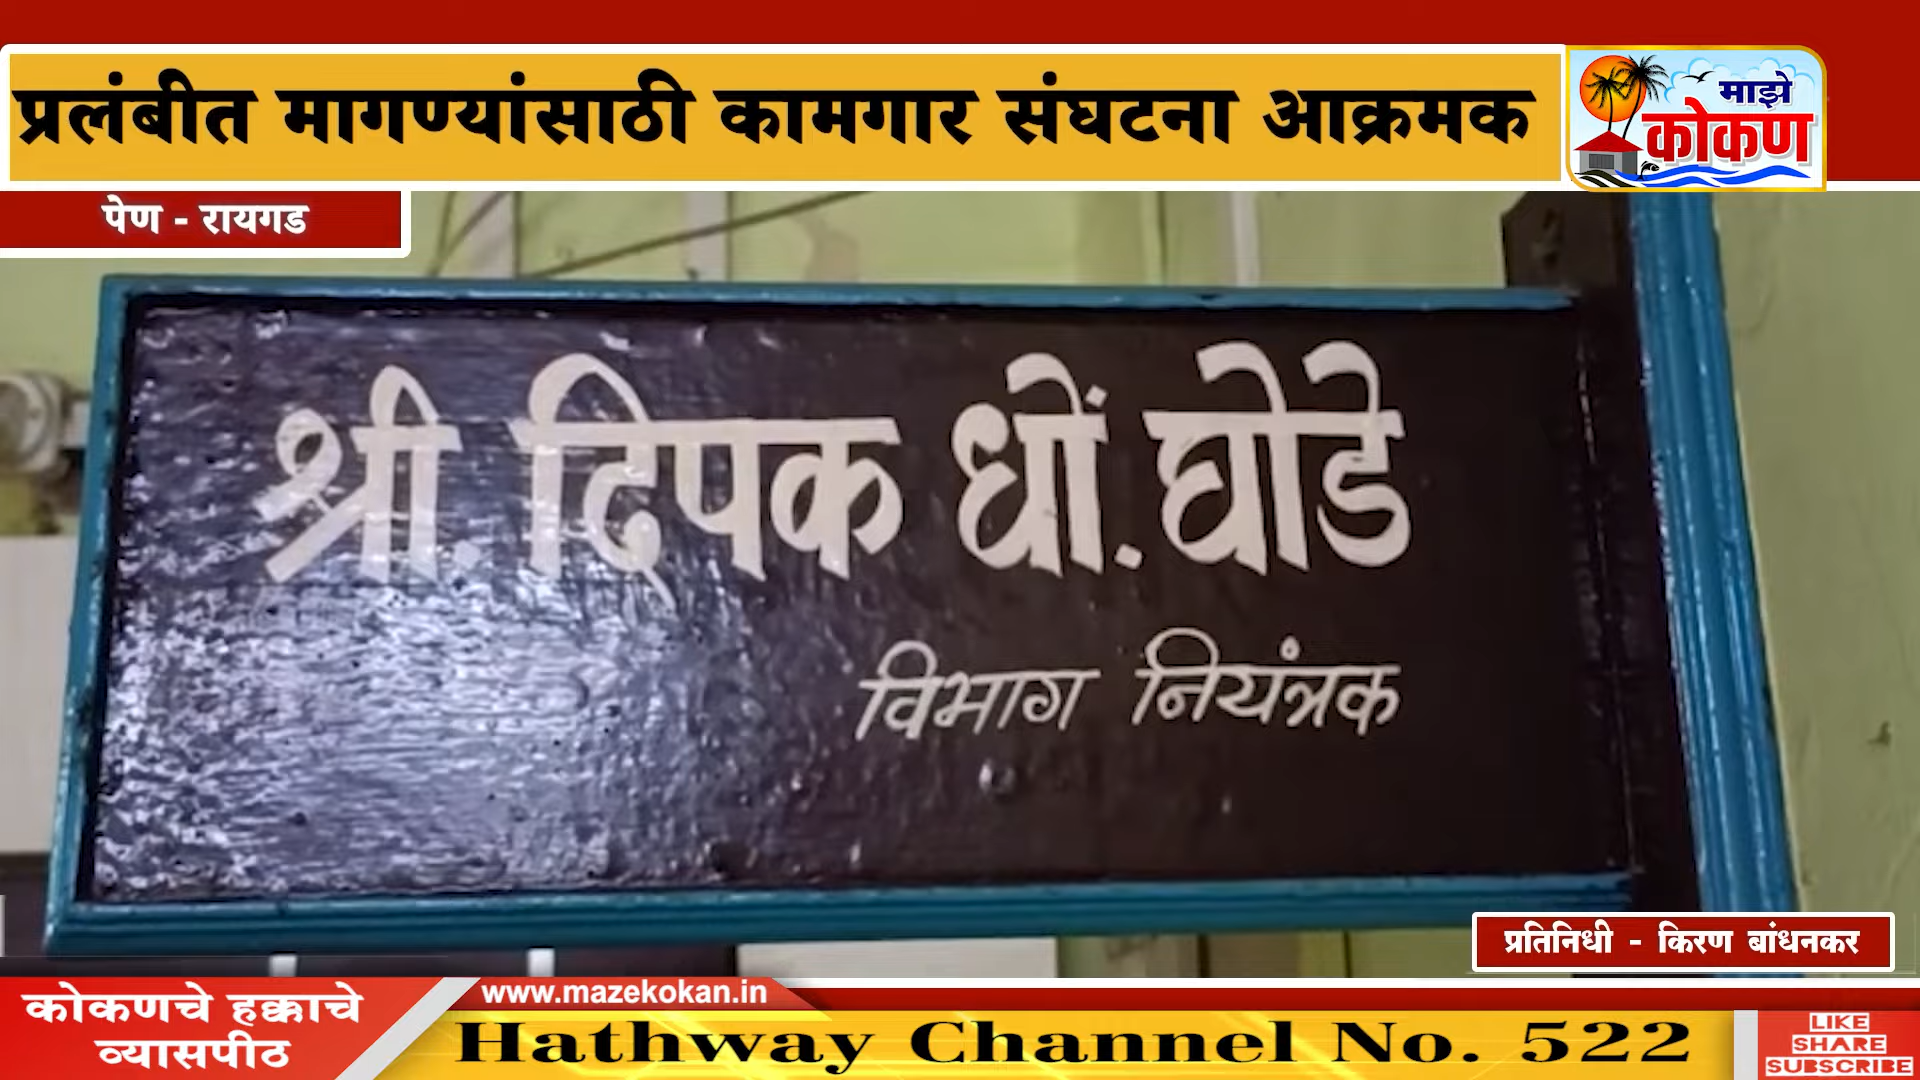 प्रलंबीत मागण्यांसाठी कामगार संघटना आक्रमक
माझे
कोकण
पेण - रायगड
श्री. दिपक धों. घोडे
विभाग नियंत्रक
प्रतिनिधी - किरण बांधनकर
कोकणचे हक्काचे
व्यासपीठ
www.mazekokan.in
Hathway Channel No. 522
LIKE
SHARE
SUBSCRIBE